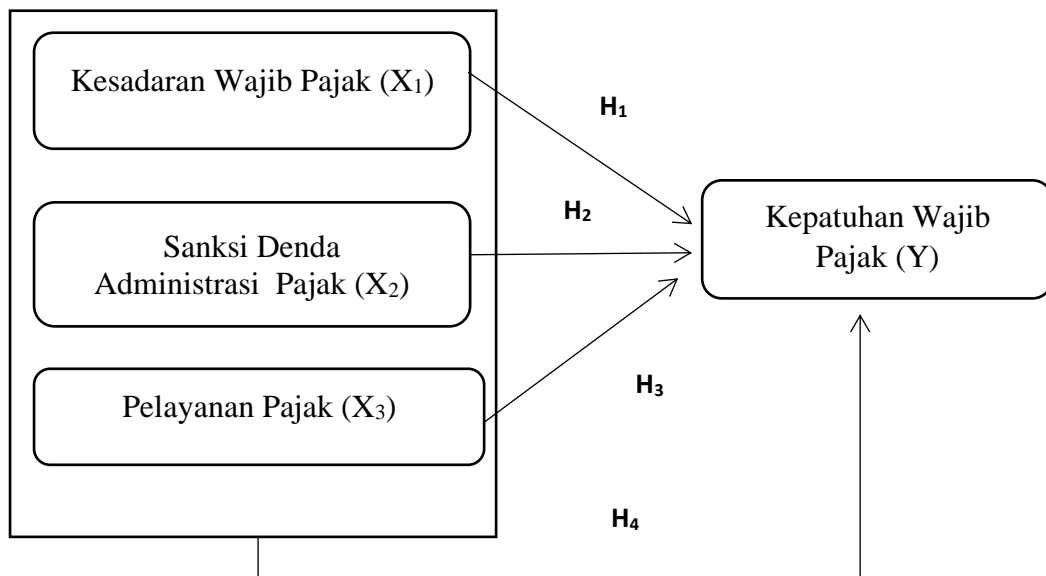 Kesadaran Wajib Pajak (X₁)
H₁
Sanksi Denda
Administrasi Pajak (X₂)
H₂
Kepatuhan Wajib
Pajak (Y)
Pelayanan Pajak (X₃)
H₃
H₄